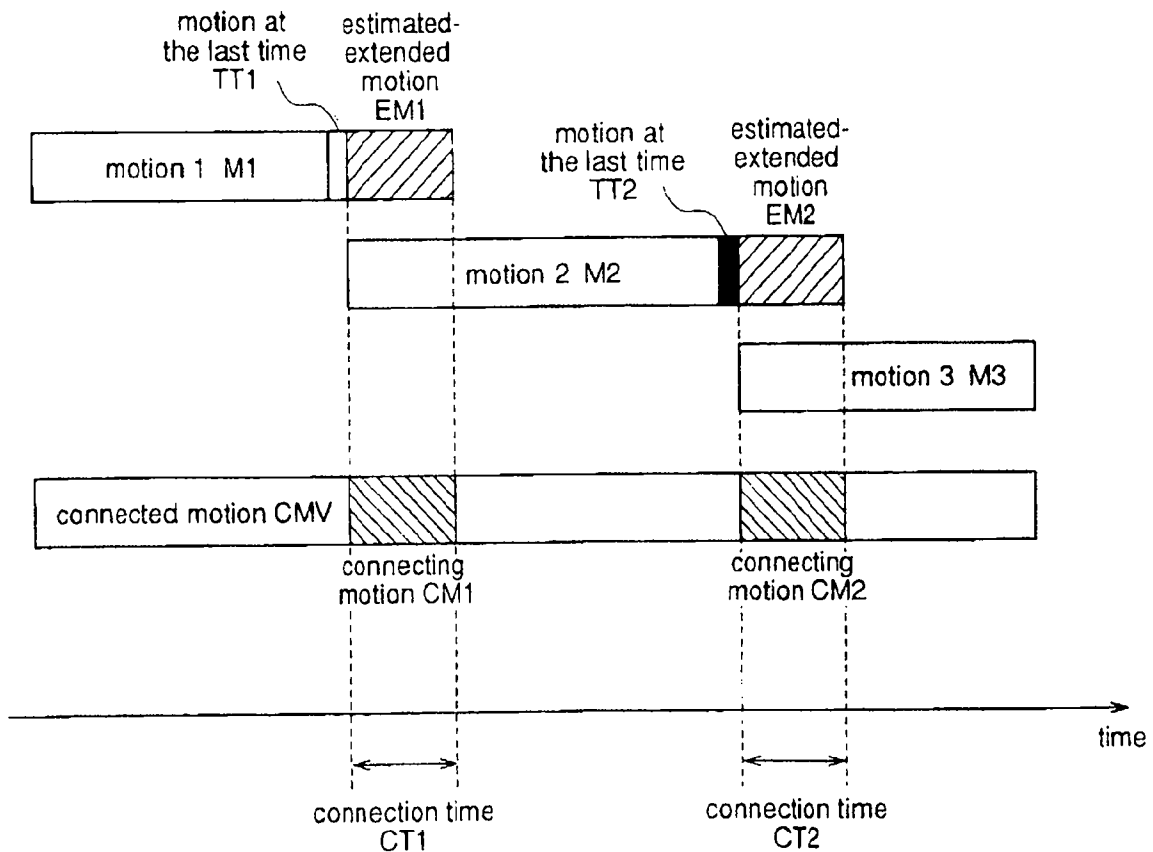 motion at
the last time
TT1
estimated-
extended
motion
EM1
motion 1 M1
motion at
the last time
TT2
estimated-
extended
motion
EM2
motion 2 M2
motion 3 M3
connected motion CMV
connecting
motion CM1
connecting
motion CM2
time
connection time
CT1
connection time
CT2